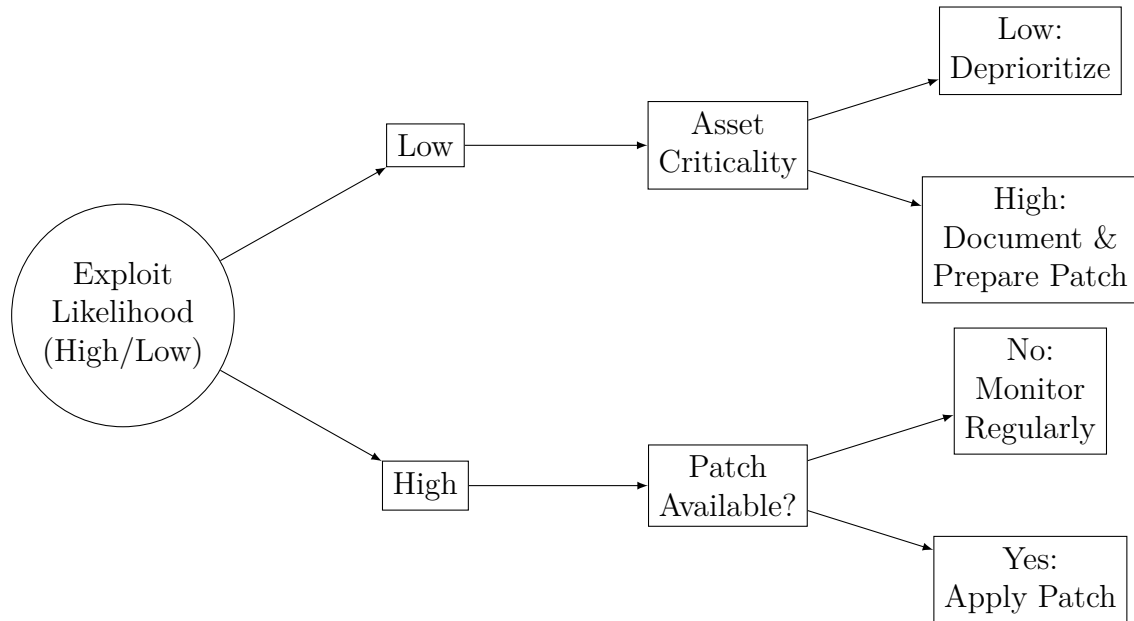 Exploit
Likelihood
(High/Low)
Low
High
Asset
Criticality
Patch
Available?
Low:
Deprioritize
High:
Document &
Prepare Patch
No:
Monitor
Regularly
Yes:
Apply Patch